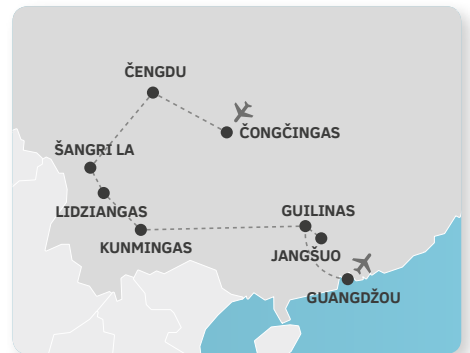 ČENGDU
ČONGČINGAS
ŠANGRI LA
LIDZIANGAS
GUILINAS
KUNMINGAS
JANGŠUO
GUANGDŽOU